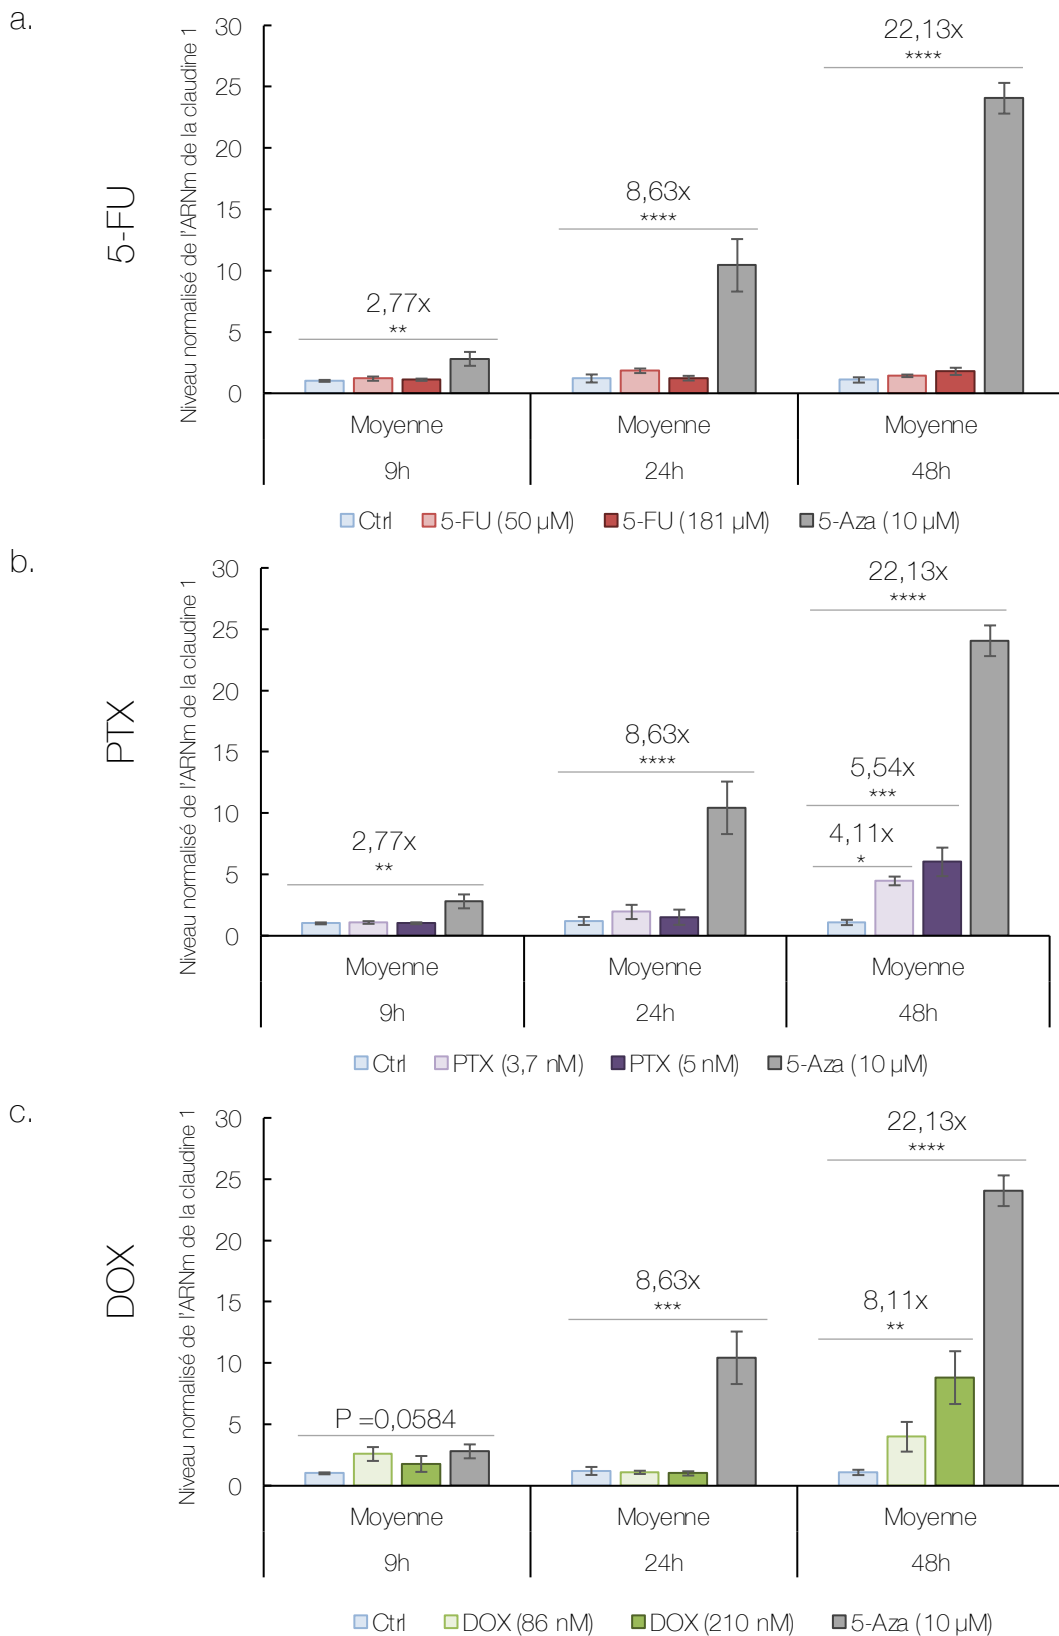 a.
5-FU
Niveau normalisé de l'ARNm de la claudine 1
30
25
20
15
10
5
0
2,77x
**
8,63x
****
22,13x
****
Moyenne Moyenne Moyenne
9h 24h 48h
Ctrl 5-FU (50 µM) 5-FU (181 µM) 5-Aza (10 µM)
b.
PTX
Niveau normalisé de l'ARNm de la claudine 1
30
25
20
15
10
5
0
2,77x
**
8,63x
****
22,13x
****
5,54x
***
4,11x
*
Moyenne Moyenne Moyenne
9h 24h 48h
Ctrl PTX (3,7 nM) PTX (5 nM) 5-Aza (10 µM)
c.
DOX
Niveau normalisé de l'ARNm de la claudine 1
30
25
20
15
10
5
0
P =0,0584
8,63x
***
22,13x
****
8,11x
**
Moyenne Moyenne Moyenne
9h 24h 48h
Ctrl DOX (86 nM) DOX (210 nM) 5-Aza (10 µM)